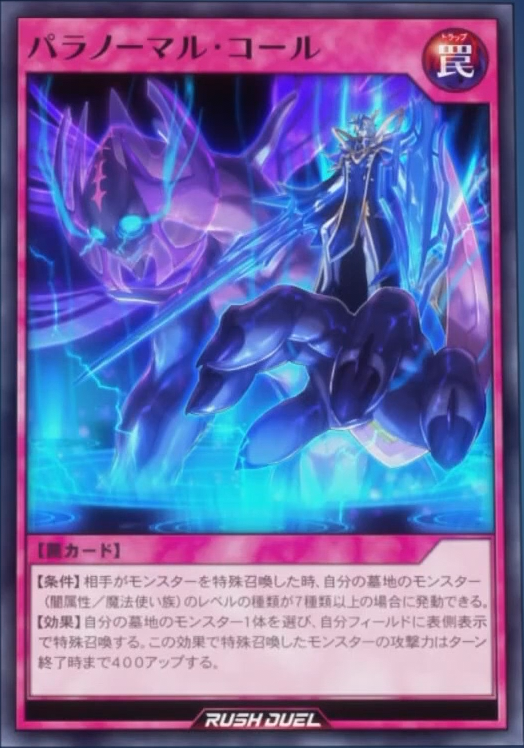 パラノーマル・コール
トラップ
罠
【罠カード】
【条件】相手がモンスターを特殊召喚した時、自分の墓地のモンスター
(闇属性/魔法使い族)のレベルの種類が7種類以上の場合に発動できる。
【効果】自分の墓地のモンスター1体を選び、自分フィールドに表側表示
で特殊召喚する。この効果で特殊召喚したモンスターの攻撃力はターン
終了時まで400アップする。
RUSH DUEL